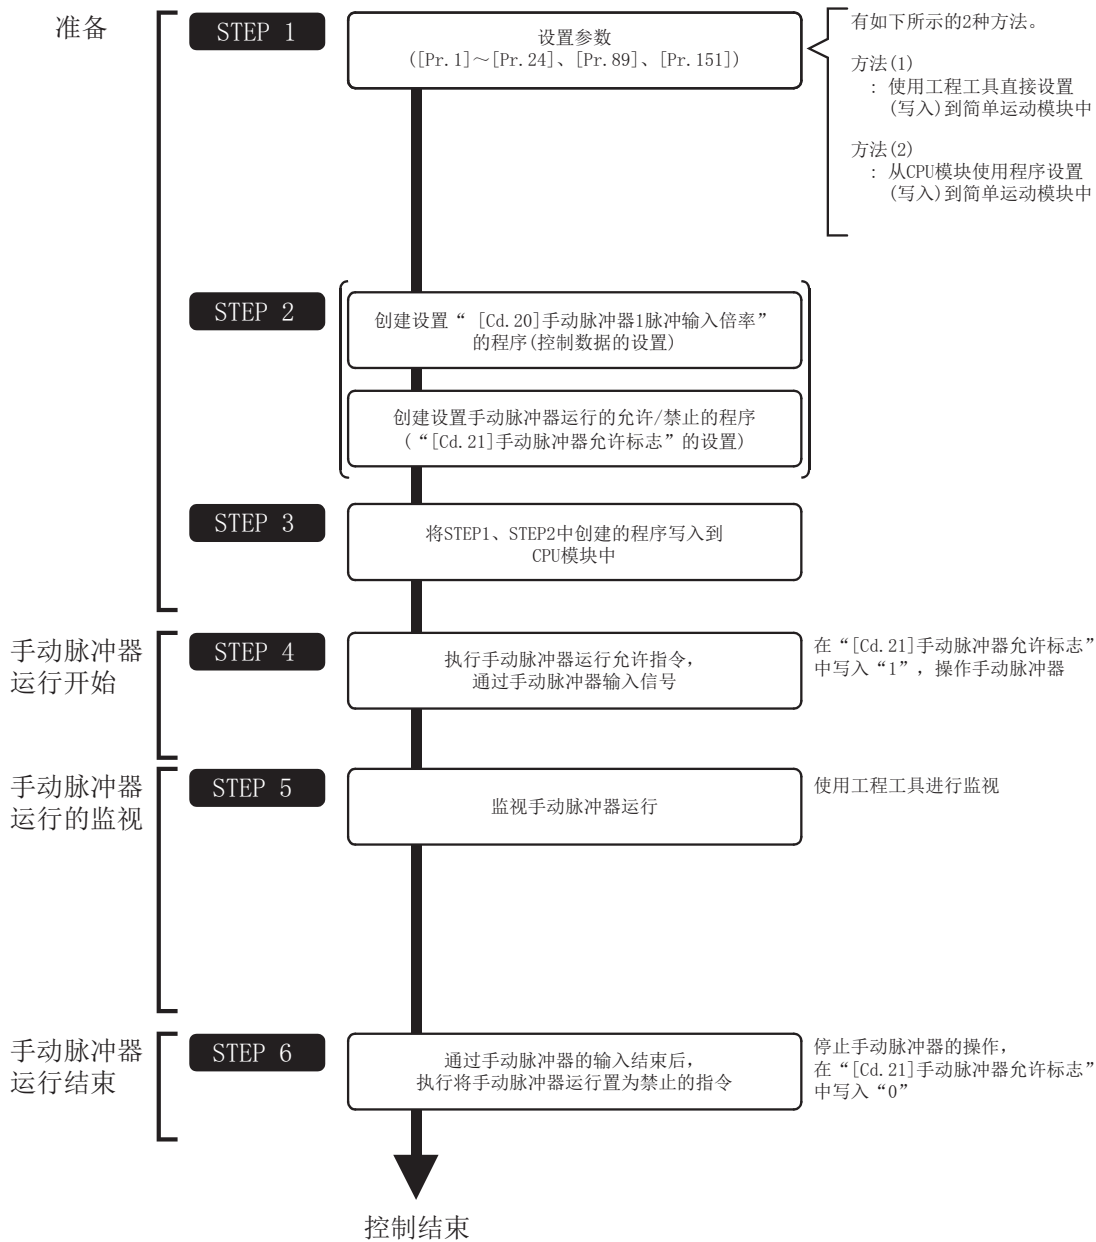 准备
STEP 1
设置参数
([Pr.1]～[Pr.24]、[Pr.89]、[Pr.151])
有如下所示的2种方法。
方法(1)
: 使用工程工具直接设置
(写入)到简单运动模块中
方法(2)
: 从CPU模块使用程序设置
(写入)到简单运动模块中
STEP 2
创建设置“ [Cd.20]手动脉冲器1脉冲输入倍率”
的程序(控制数据的设置)
创建设置手动脉冲器运行的允许/禁止的程序
(“[Cd.21]手动脉冲器允许标志”的设置)
STEP 3
将STEP1、STEP2中创建的程序写入到
CPU模块中
手动脉冲器
运行开始
STEP 4
执行手动脉冲器运行允许指令,
通过手动脉冲器输入信号
在“[Cd.21]手动脉冲器允许标志”
中写入“1”, 操作手动脉冲器
手动脉冲器
运行的监视
STEP 5
监视手动脉冲器运行
使用工程工具进行监视
手动脉冲器
运行结束
STEP 6
通过手动脉冲器的输入结束后,
执行将手动脉冲器运行置为禁止的指令
停止手动脉冲器的操作,
在“[Cd.21]手动脉冲器允许标志”
中写入“0”
控制结束